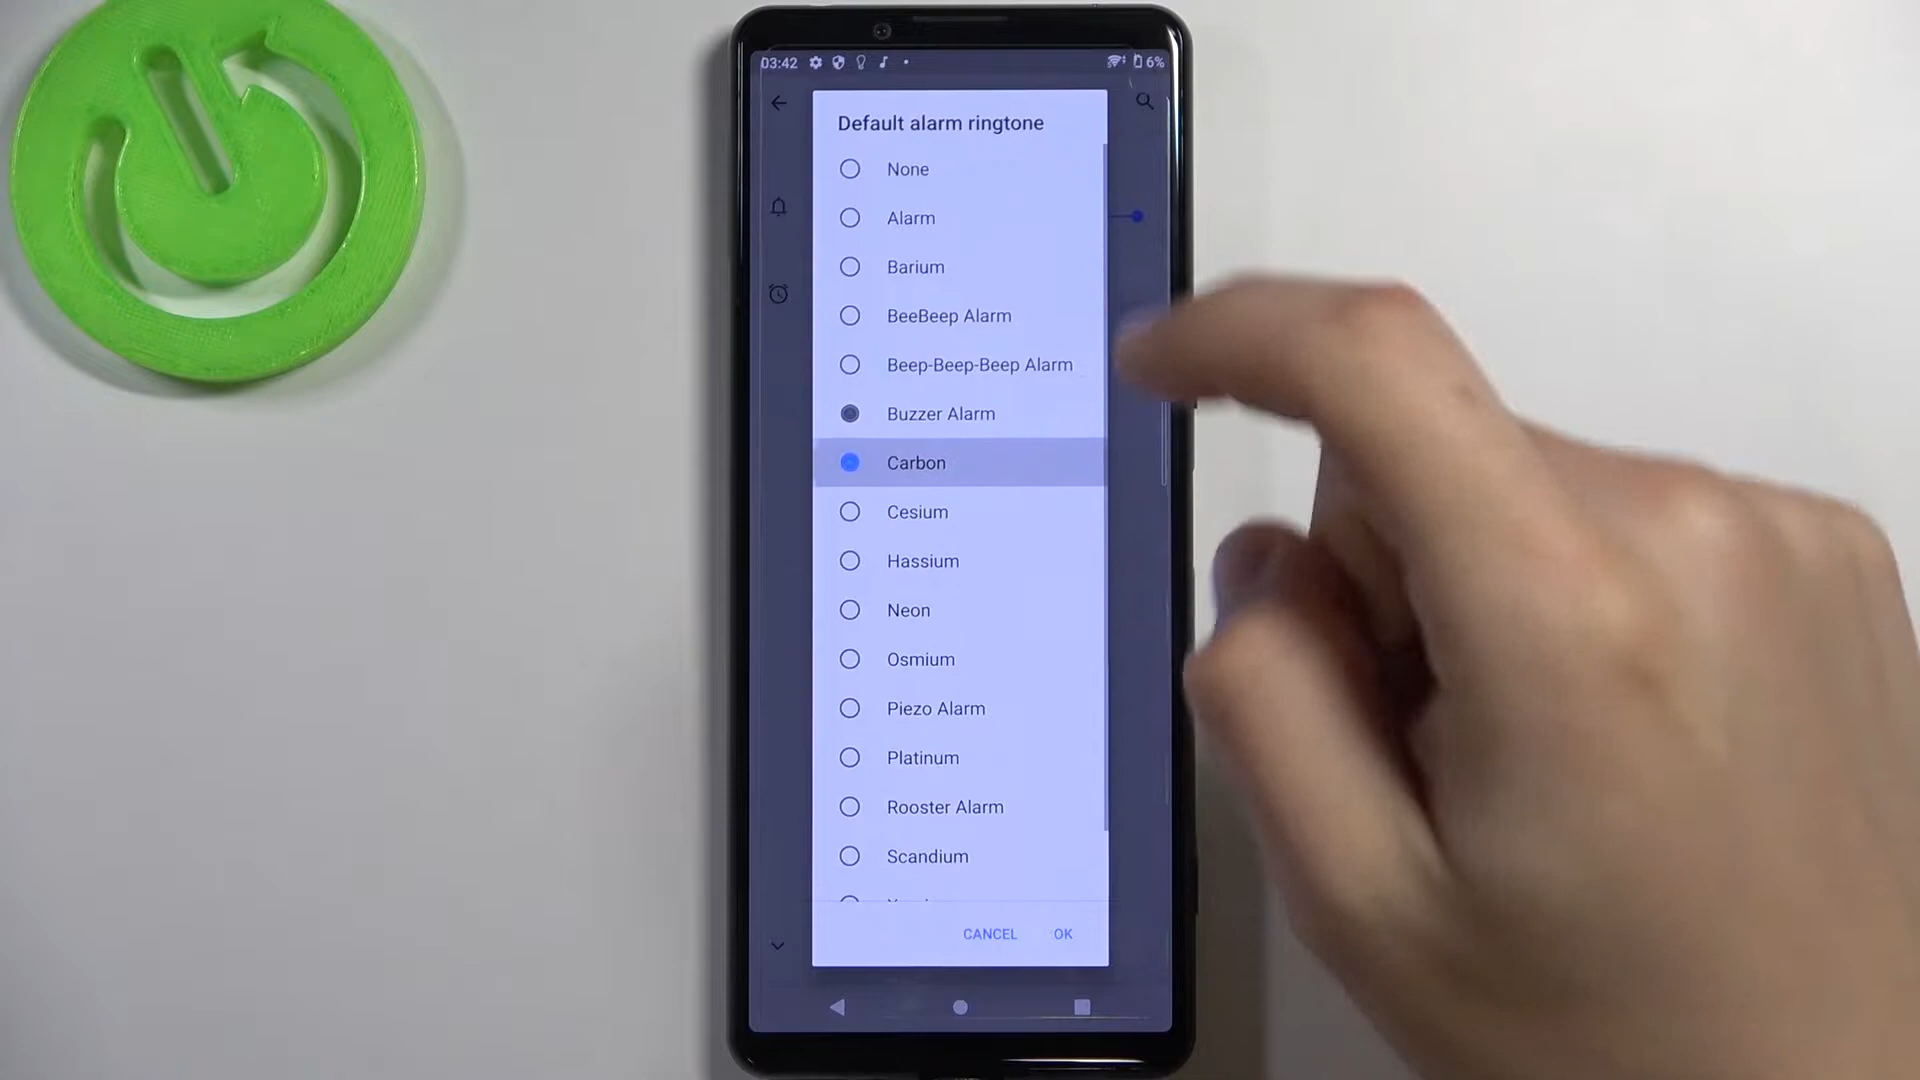 03:42 6%
Default alarm ringtone
None
Alarm
Barium
BeeBeep Alarm
Beep-Beep-Beep Alarm
Buzzer Alarm
Carbon
Cesium
Hassium
Neon
Osmium
Piezo Alarm
Platinum
Rooster Alarm
Scandium
CANCEL OK